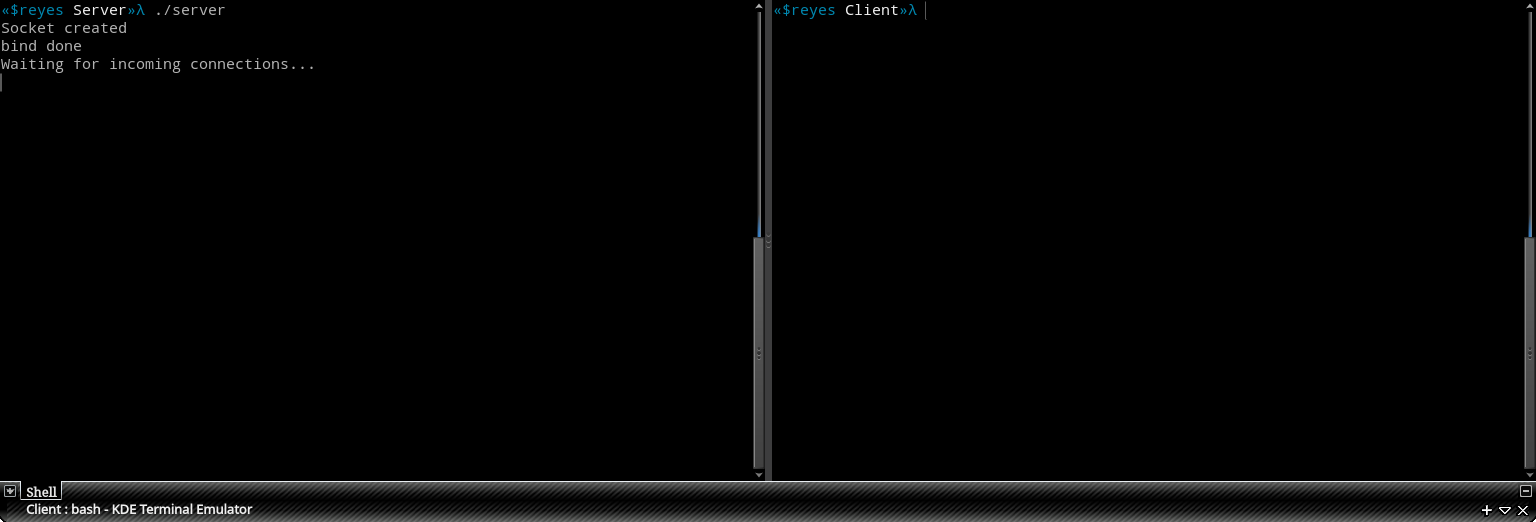 «$reyes Server»λ ./server
Socket created
bind done
Waiting for incoming connections...
«$reyes Client»λ
Shell
Client : bash - KDE Terminal Emulator